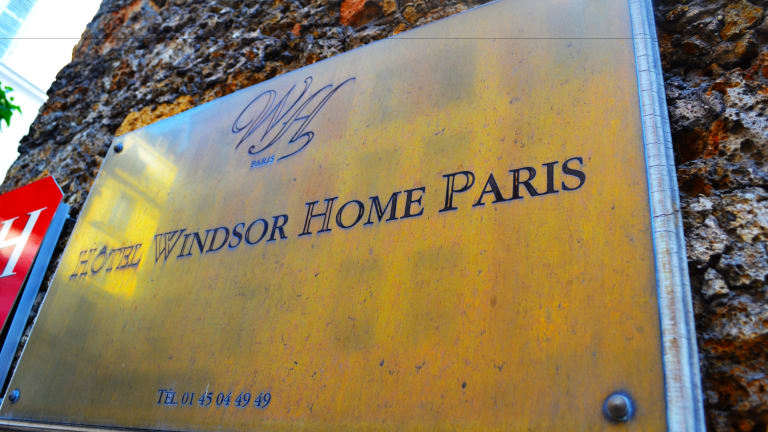 WH
PARIS
HÔTEL WINDSOR HOME PARIS
TÉL. 01 45 04 49 49
H